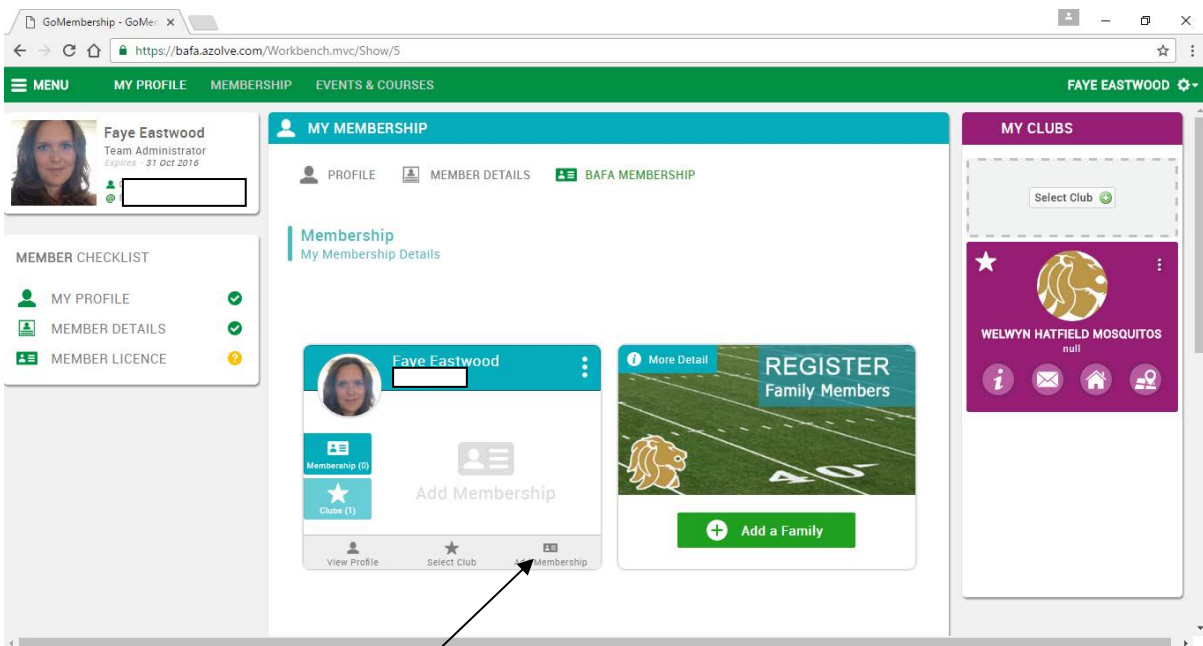 GoMembership - GoMen
https://bafa.azolve.com/Workbench.mvc/Show/5
MENU MY PROFILE MEMBERSHIP EVENTS & COURSES FAYE EASTWOOD
Faye Eastwood
Team Administrator
Expires - 31 Oct 2016
@
MEMBER CHECKLIST
MY PROFILE
MEMBER DETAILS
MEMBER LICENCE
MY MEMBERSHIP
PROFILE MEMBER DETAILS BAFA MEMBERSHIP
Membership
My Membership Details
Faye Eastwood
Membership (0)
Clubs (1)
Add Membership
View Profile Select Club Add Membership
More Detail
REGISTER
Family Members
40
Add a Family
MY CLUBS
Select Club
WELWYN HATFIELD MOSQUITOS
null